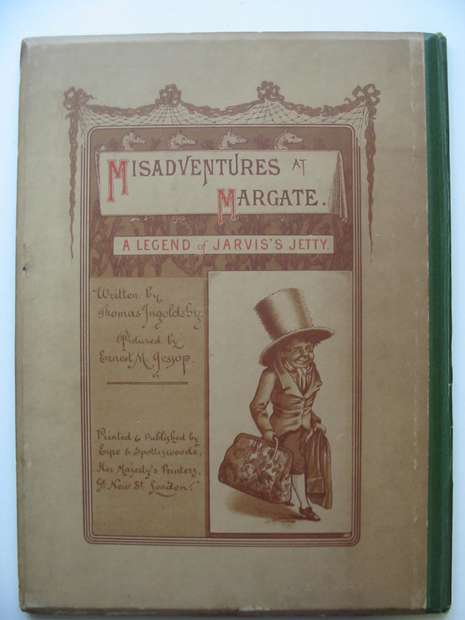 MISADVENTURES AT
MARGATE.
A LEGEND of JARVIS'S JETTY.
"Written by
Thomas Ingoldsby
Pictured by
Ernest M. Jessop.
Printed & Published by
Eyre & Spottiswoode,
Her Majesty's Printers,
Gt. New St. London."